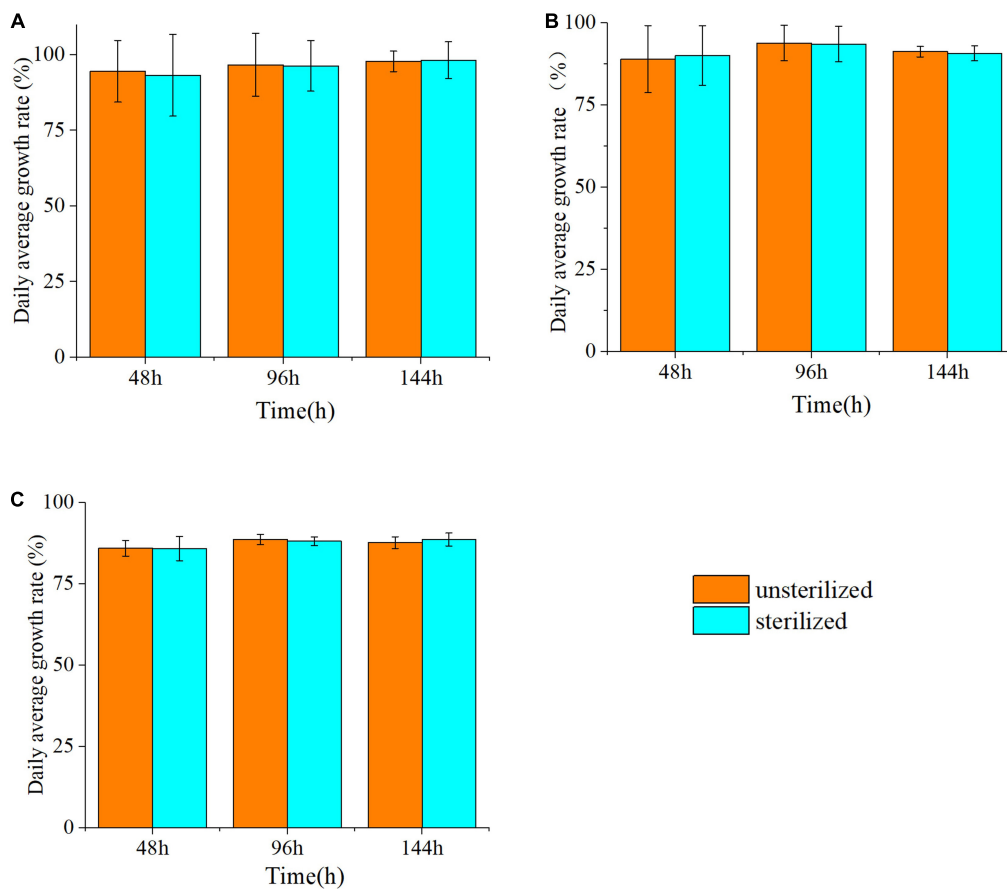 A
Daily average growth rate (%)
100
75
50
25
0
48h
96h
144h
Time(h)
B
Daily average growth rate （%）
100
75
50
25
0
48h
96h
144h
Time(h)
C
Daily average growth rate (%)
100
75
50
25
0
48h
96h
144h
Time(h)
unsterilized
sterilized